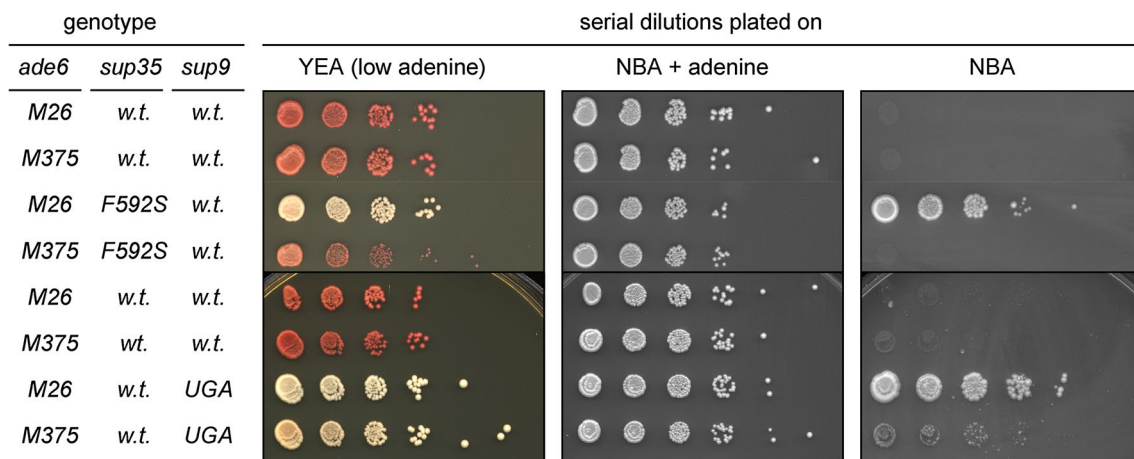 genotype serial dilutions plated on
ade6 sup35 sup9 YEA (low adenine) NBA + adenine NBA
M26 w.t. w.t.
M375 w.t. w.t.
M26 F592S w.t.
M375 F592S w.t.
M26 w.t. w.t.
M375 wt. w.t.
M26 w.t. UGA
M375 w.t. UGA